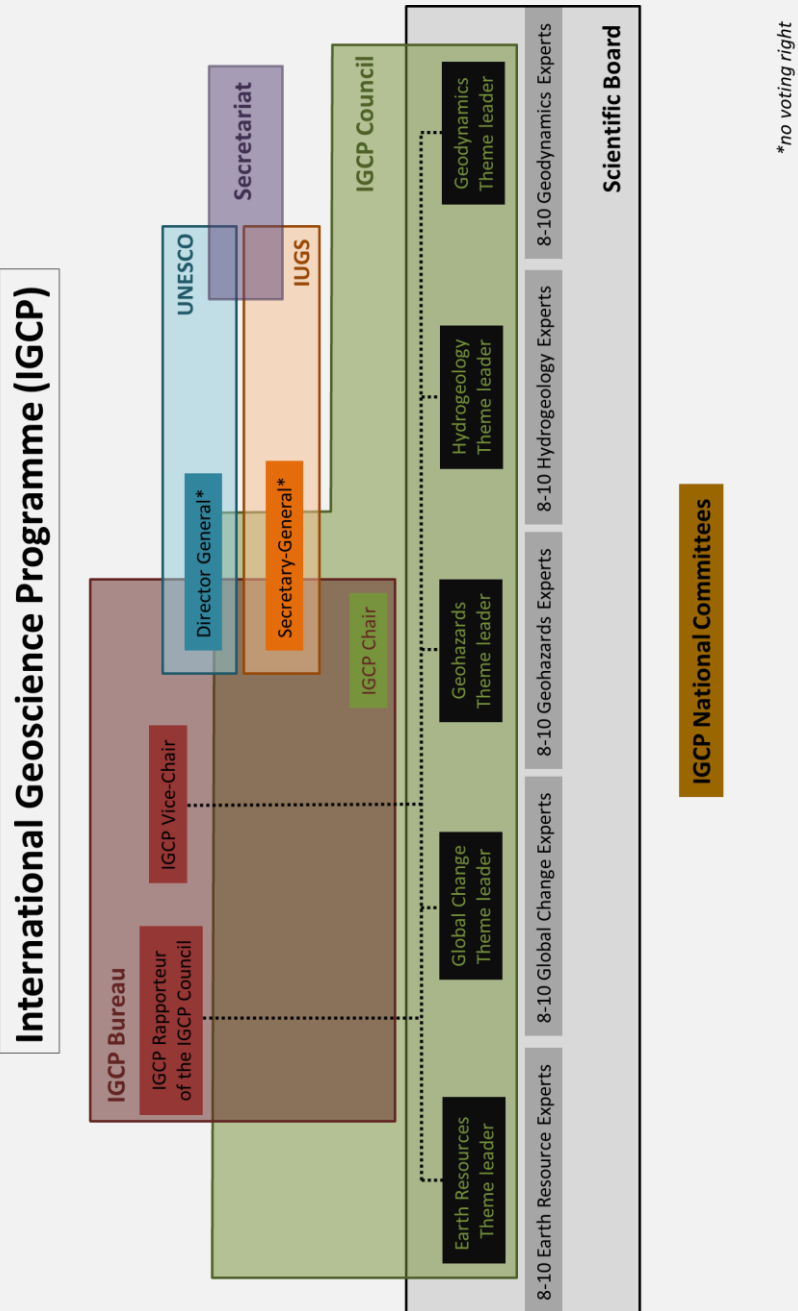 International Geoscience Programme (IGCP)
IGCP Bureau
IGCP Rapporteur
of the IGCP Council
IGCP Vice-Chair
UNESCO
Director General*
Secretariat
IUGS
Secretary-General*
IGCP Council
IGCP Chair
Earth Resources
Theme leader
Global Change
Theme leader
Geohazards
Theme leader
Hydrogeology
Theme leader
Geodynamics
Theme leader
8-10 Earth Resource Experts
8-10 Global Change Experts
8-10 Geohazards Experts
8-10 Hydrogeology Experts
8-10 Geodynamics Experts
Scientific Board
IGCP National Committees
*no voting right